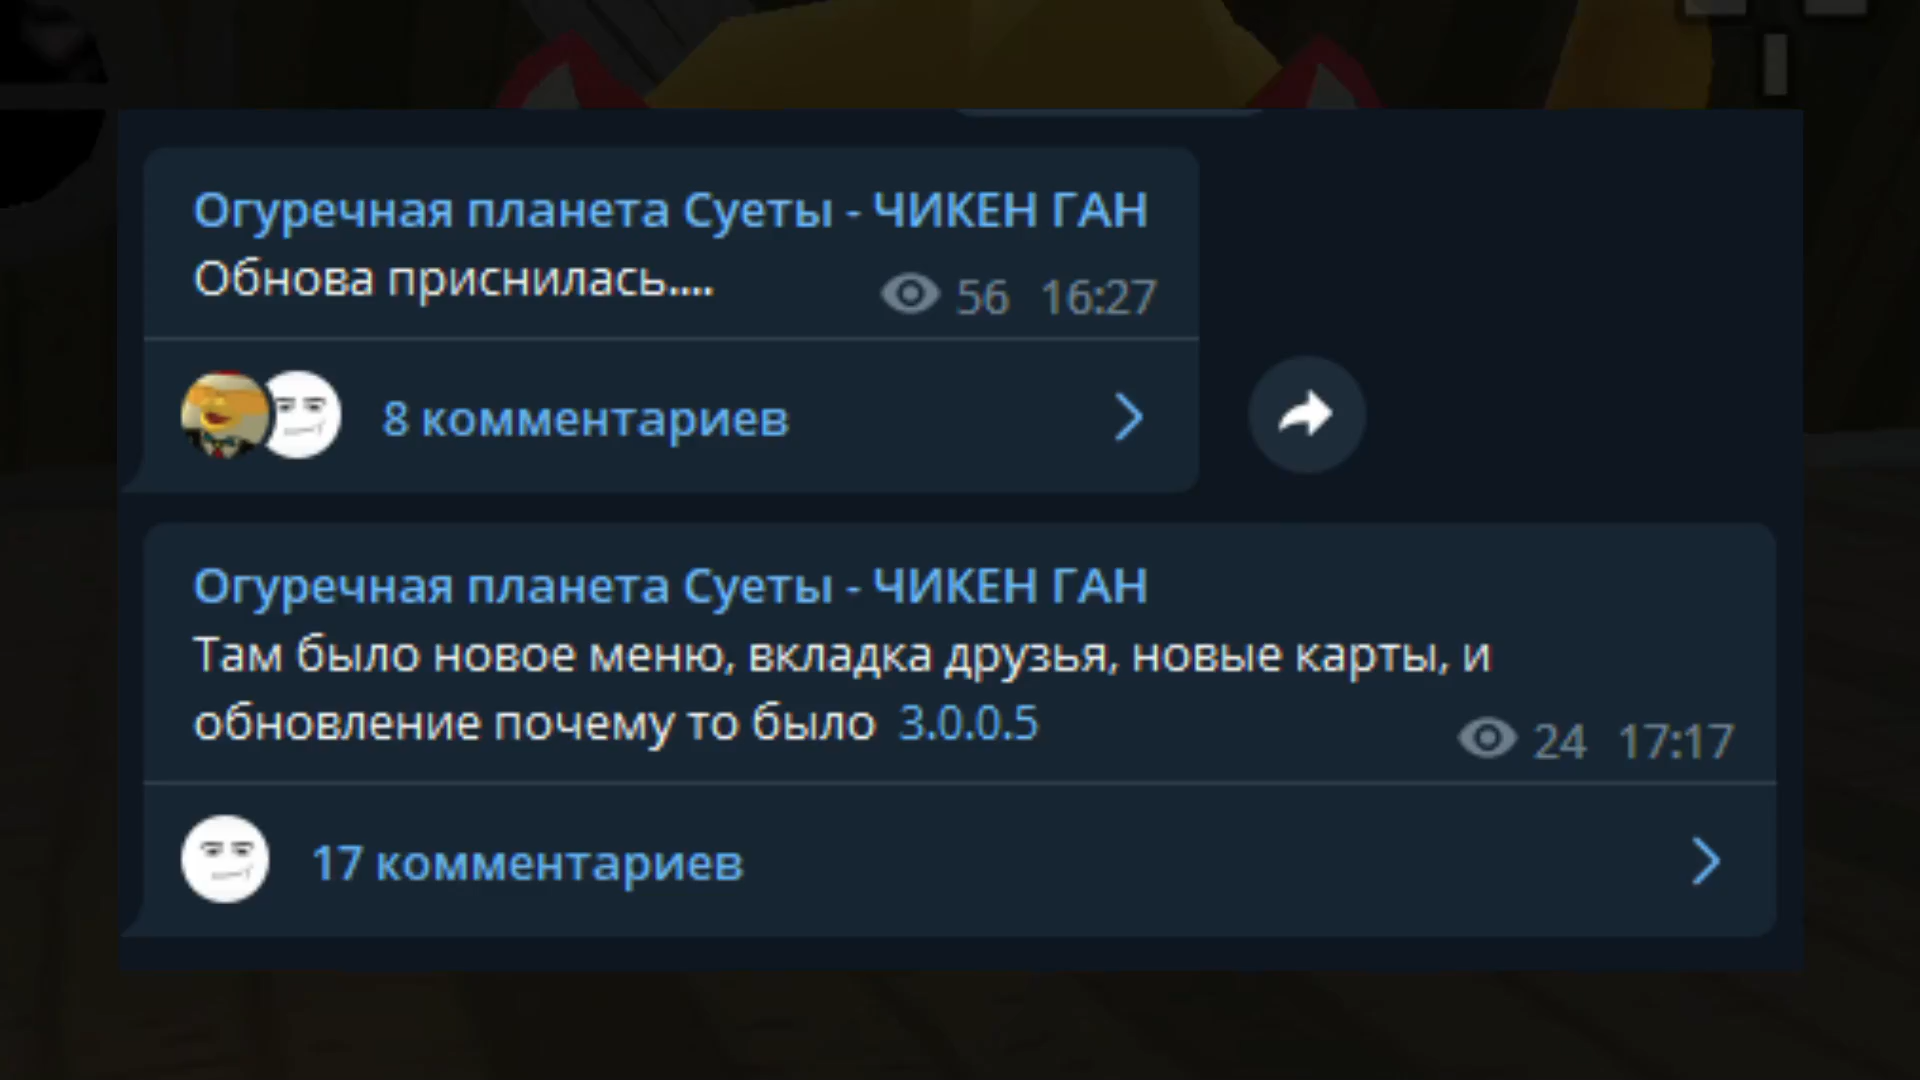 Огуречная планета Суеты - ЧИКЕН ГАН
Обнова приснилась....
56 16:27
8 комментариев
Огуречная планета Суеты - ЧИКЕН ГАН
Там было новое меню, вкладка друзья, новые карты, и
обновление почему то было 3.0.0.5
24 17:17
17 комментариев